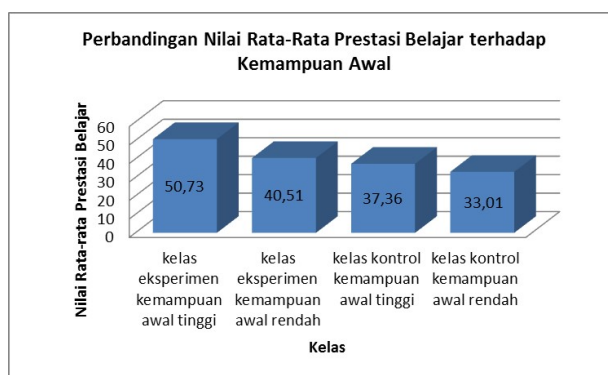 Perbandingan Nilai Rata-Rata Prestasi Belajar terhadap
Kemampuan Awal
Nilai Rata-rata Prestasi Belajar
60
50
40
30
20
10
0
50,73
40,51
37,36
33,01
kelas
eksperimen
kemampuan
awal tinggi
kelas
eksperimen
kemampuan
awal rendah
kelas kontrol
kemampuan
awal tinggi
kelas kontrol
kemampuan
awal rendah
Kelas